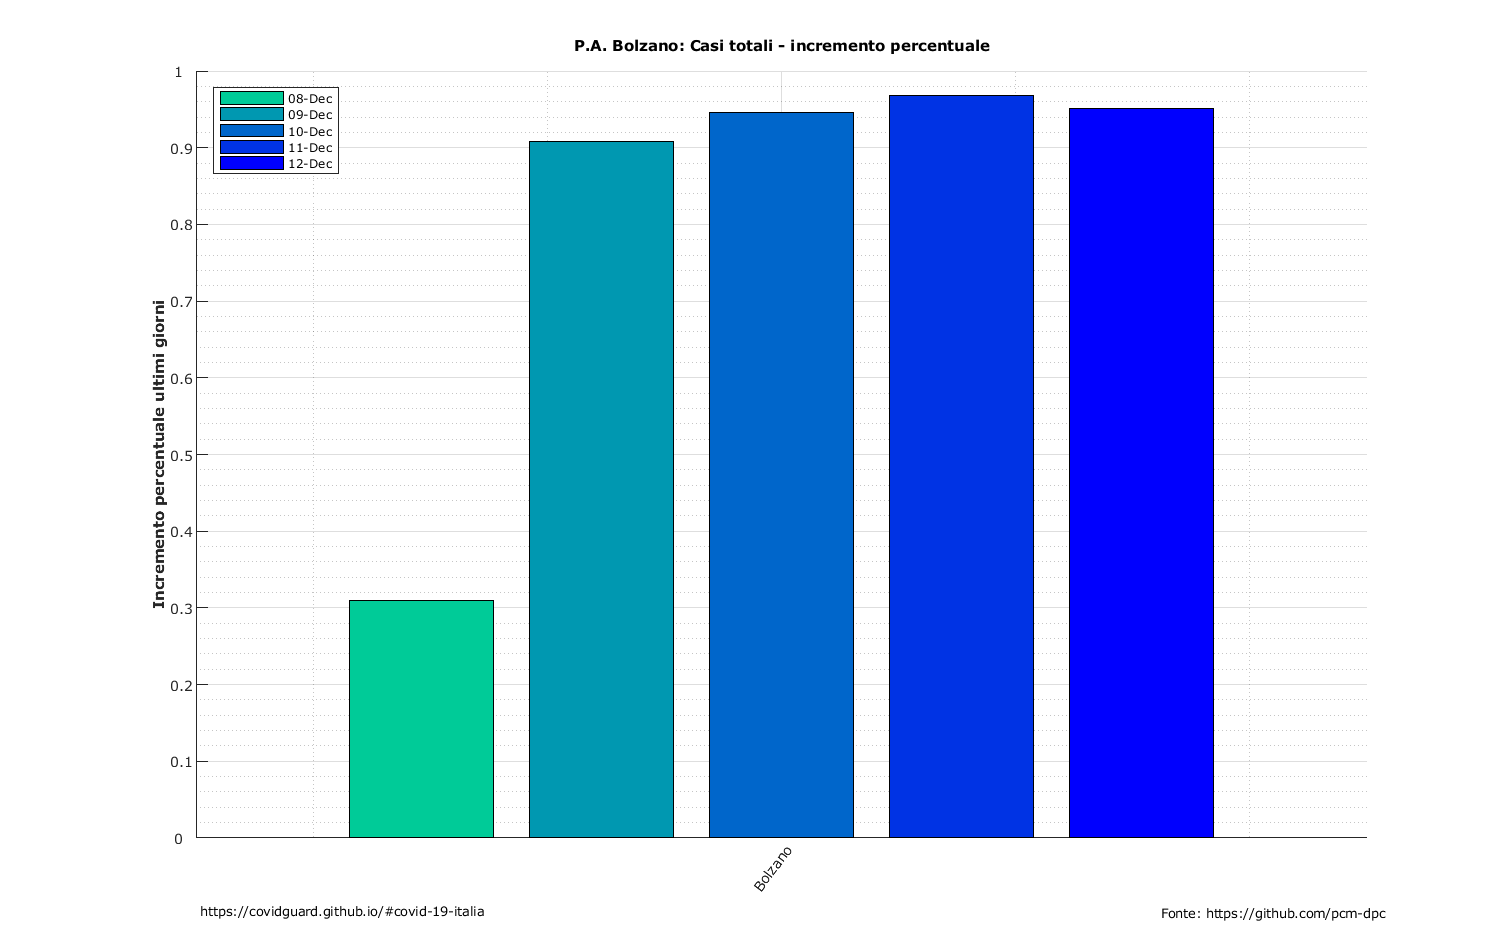 P.A. Bolzano: Casi totali - incremento percentuale
1
0.9
0.8
0.7
0.6
0.5
0.4
0.3
0.2
0.1
0
Incremento percentuale ultimi giorni
08-Dec
09-Dec
10-Dec
11-Dec
12-Dec
Bolzano
https://covidguard.github.io/#covid-19-italia
Fonte: https://github.com/pcm-dpc